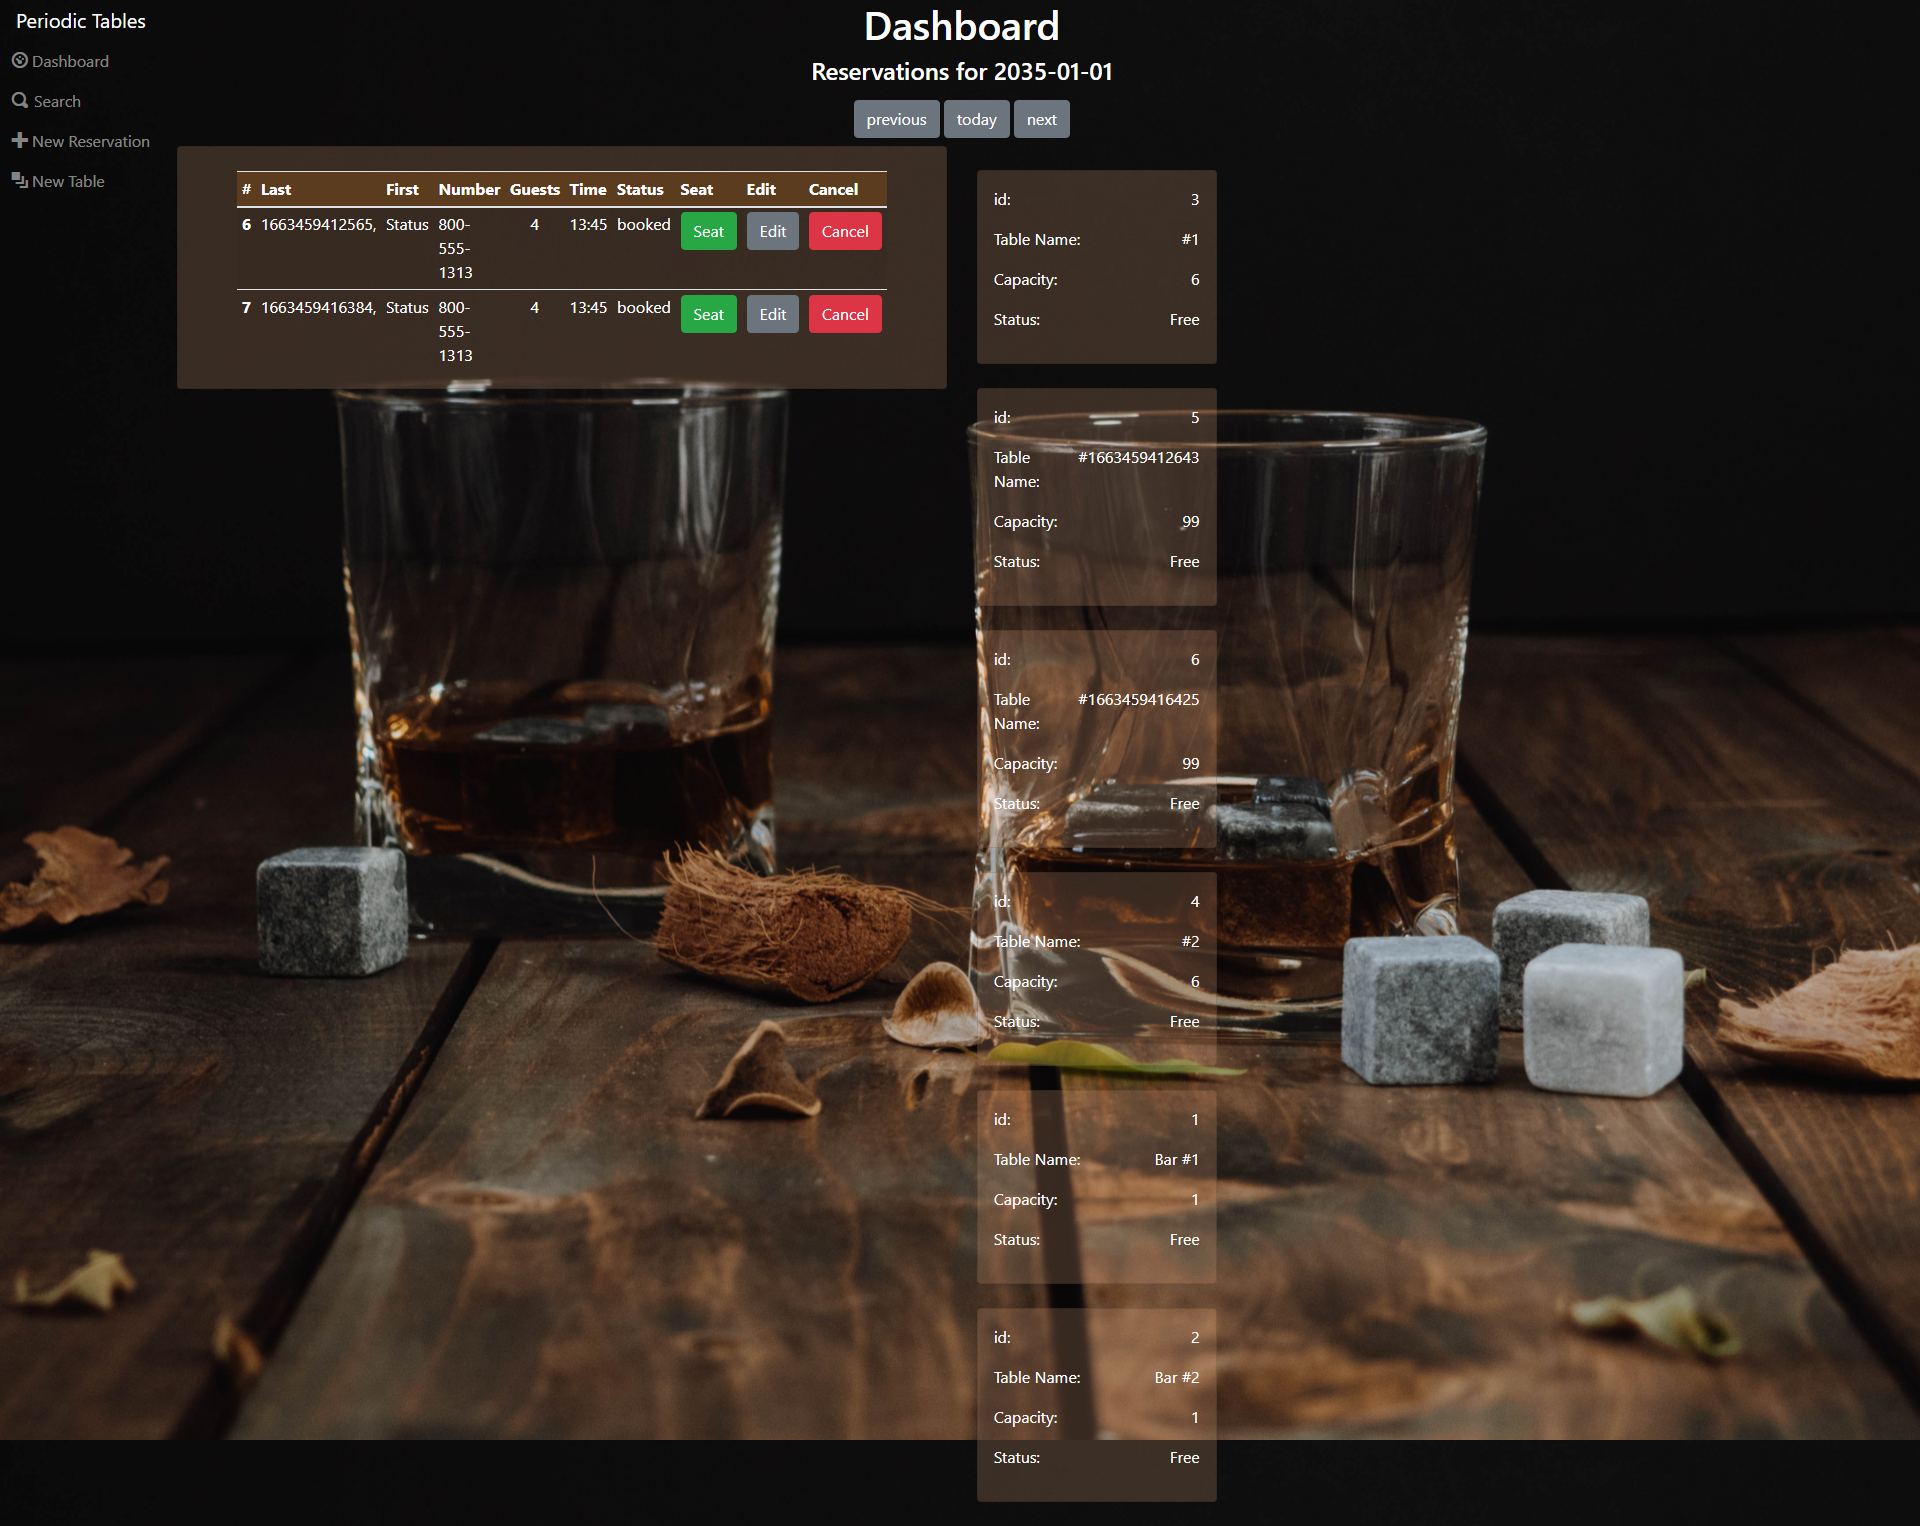 Periodic Tables
Dashboard
Search
New Reservation
New Table
Dashboard
Reservations for 2035-01-01
previous today next
# Last First Number Guests Time Status Seat Edit Cancel
6 1663459412565, Status 800-555-1313 4 13:45 booked Seat Edit Cancel
7 1663459416384, Status 800-555-1313 4 13:45 booked Seat Edit Cancel
id: 3
Table Name: #1
Capacity: 6
Status: Free
id: 5
Table Name: #1663459412643
Capacity: 99
Status: Free
id: 6
Table Name: #1663459416425
Capacity: 99
Status: Free
id: 4
Table Name: #2
Capacity: 6
Status: Free
id: 1
Table Name: Bar #1
Capacity: 1
Status: Free
id: 2
Table Name: Bar #2
Capacity: 1
Status: Free